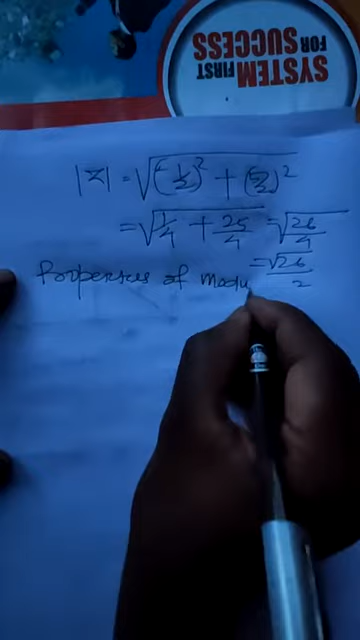 SYSTEM
FIRST
FOR
SUCCESS
|Z| = √(-1/2)² + (5/2)²
= √1/4 + 25/4 = √26/4
= √26/2
Properties of Modu